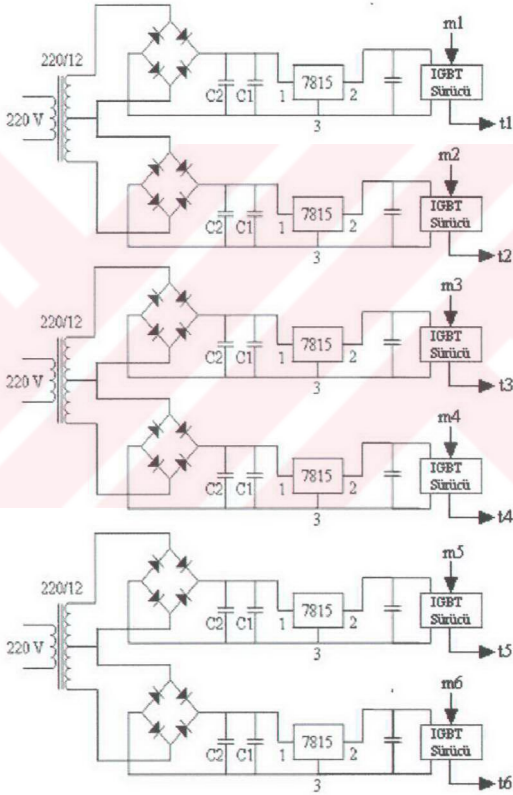 220/12
220 V
C2 C1 1 7815 2 3
m1
IGBT
Sürücü
t1
C2 C1 1 7815 2 3
m2
IGBT
Sürücü
t2
220/12
220 V
C2 C1 1 7815 2 3
m3
IGBT
Sürücü
t3
C2 C1 1 7815 2 3
m4
IGBT
Sürücü
t4
220/12
220 V
C2 C1 1 7815 2 3
m5
IGBT
Sürücü
t5
C2 C1 1 7815 2 3
m6
IGBT
Sürücü
t6